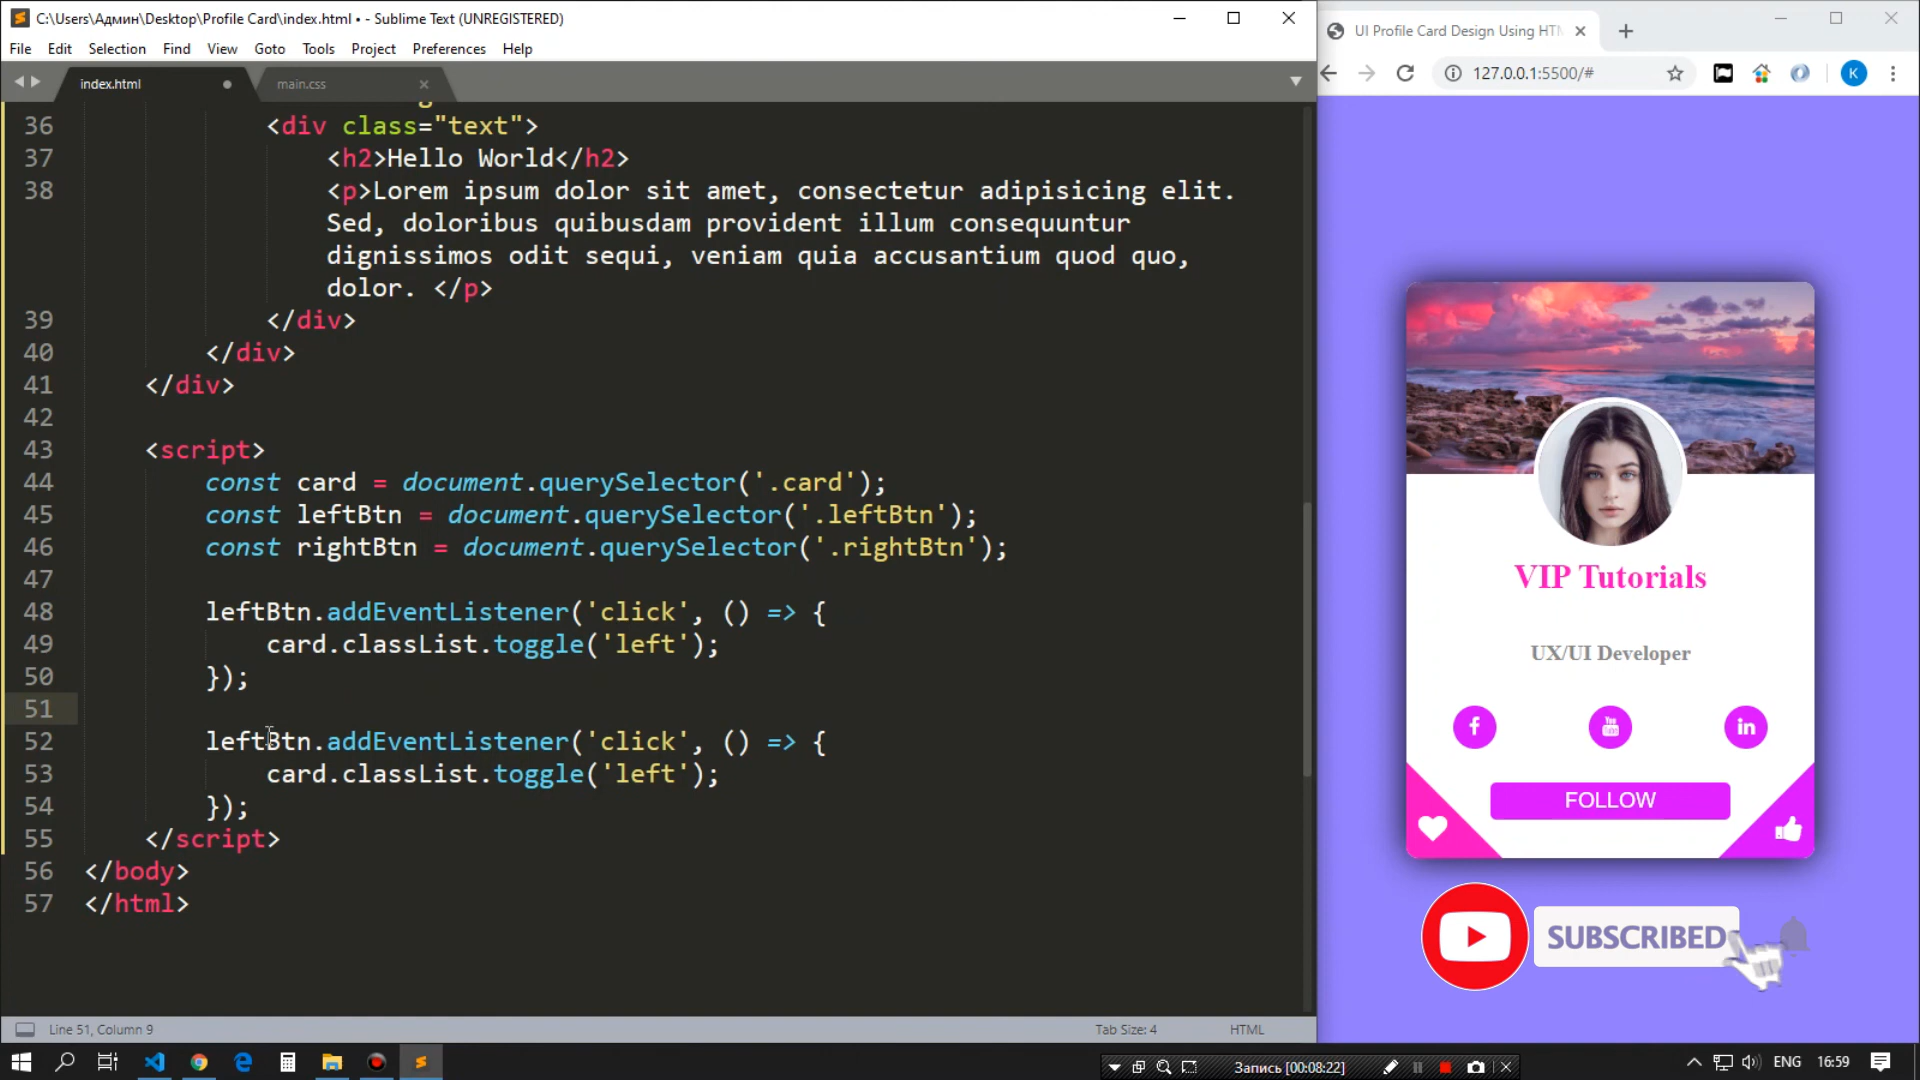 C:\Users\Админ\Desktop\Profile Card\index.html • - Sublime Text (UNREGISTERED)
File Edit Selection Find View Goto Tools Project Preferences Help
index.html
main.css
36 <div class="text">
37 <h2>Hello World</h2>
38 <p>Lorem ipsum dolor sit amet, consectetur adipisicing elit.
Sed, doloribus quibusdam provident illum consequuntur
dignissimos odit sequi, veniam quia accusantium quod quo,
dolor. </p>
39 </div>
40 </div>
41 </div>
42
43 <script>
44 const card = document.querySelector('.card');
45 const leftBtn = document.querySelector('.leftBtn');
46 const rightBtn = document.querySelector('.rightBtn');
47
48 leftBtn.addEventListener('click', () => {
49 card.classList.toggle('left');
50 });
51
52 leftBtn.addEventListener('click', () => {
53 card.classList.toggle('left');
54 });
55 </script>
56 </body>
57 </html>
Line 51, Column 9
Tab Size: 4
HTML
UI Profile Card Design Using HTM
127.0.0.1:5500/#
K
VIP Tutorials
UX/UI Developer
FOLLOW
SUBSCRIBED
Запись [00:08:22]
ENG
16:59